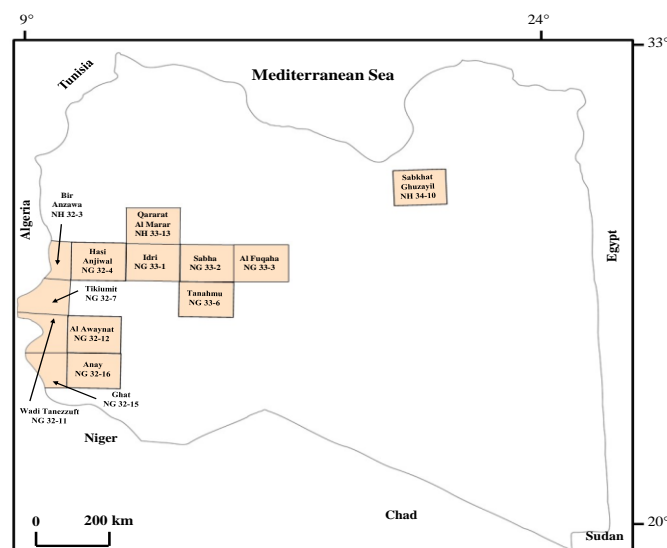 9°
24°
33°
Tunisia
Mediterranean Sea
Sabkhat
Ghuzayil
NH 34-10
Bir
Anzawa
NH 32-3
Qararat
Al Marar
NH 33-13
Algeria
Egypt
Hasi
Anjiwal
NG 32-4
Idri
NG 33-1
Sabha
NG 33-2
Al Fuqaha
NG 33-3
Tikiumit
NG 32-7
Tanahmu
NG 33-6
Al Awaynat
NG 32-12
Anay
NG 32-16
Ghat
NG 32-15
Wadi Tanezzuft
NG 32-11
Niger
Chad
0
200 km
20°
Sudan